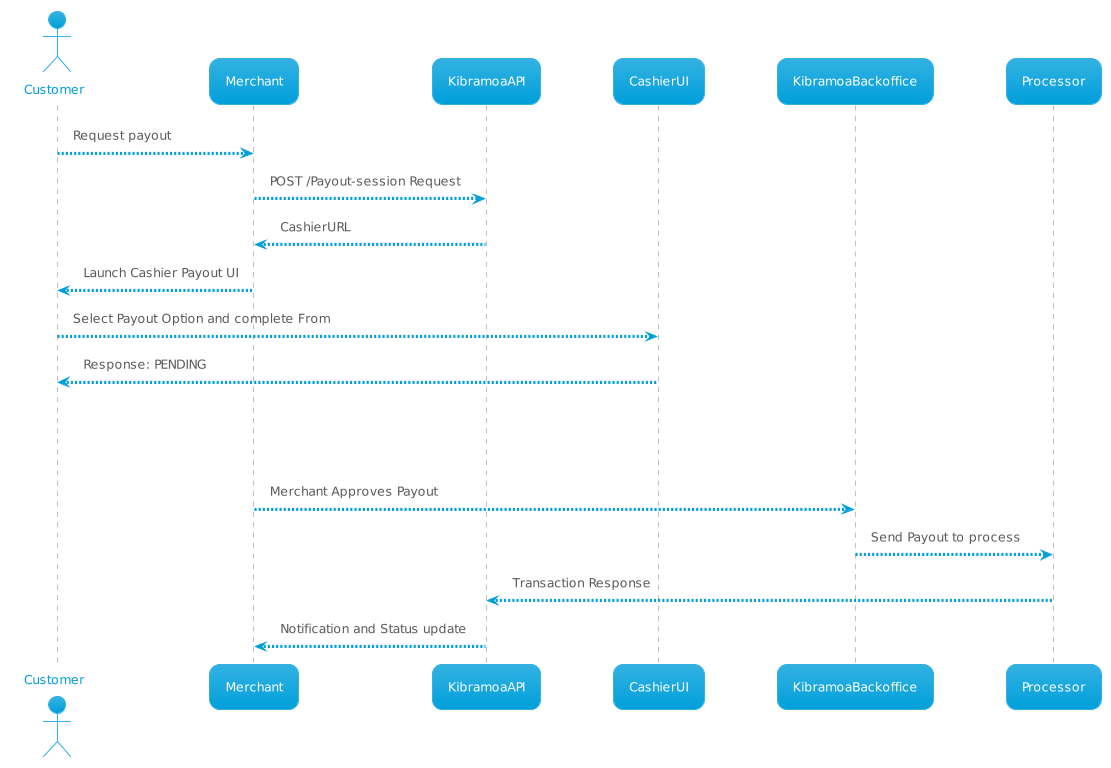 Customer
Merchant
KibramoaAPI
CashierUI
KibramoaBackoffice
Processor
Request payout
POST /Payout-session Request
CashierURL
Launch Cashier Payout UI
Select Payout Option and complete From
Response: PENDING
Merchant Approves Payout
Send Payout to process
Transaction Response
Notification and Status update
Customer
Merchant
KibramoaAPI
CashierUI
KibramoaBackoffice
Processor